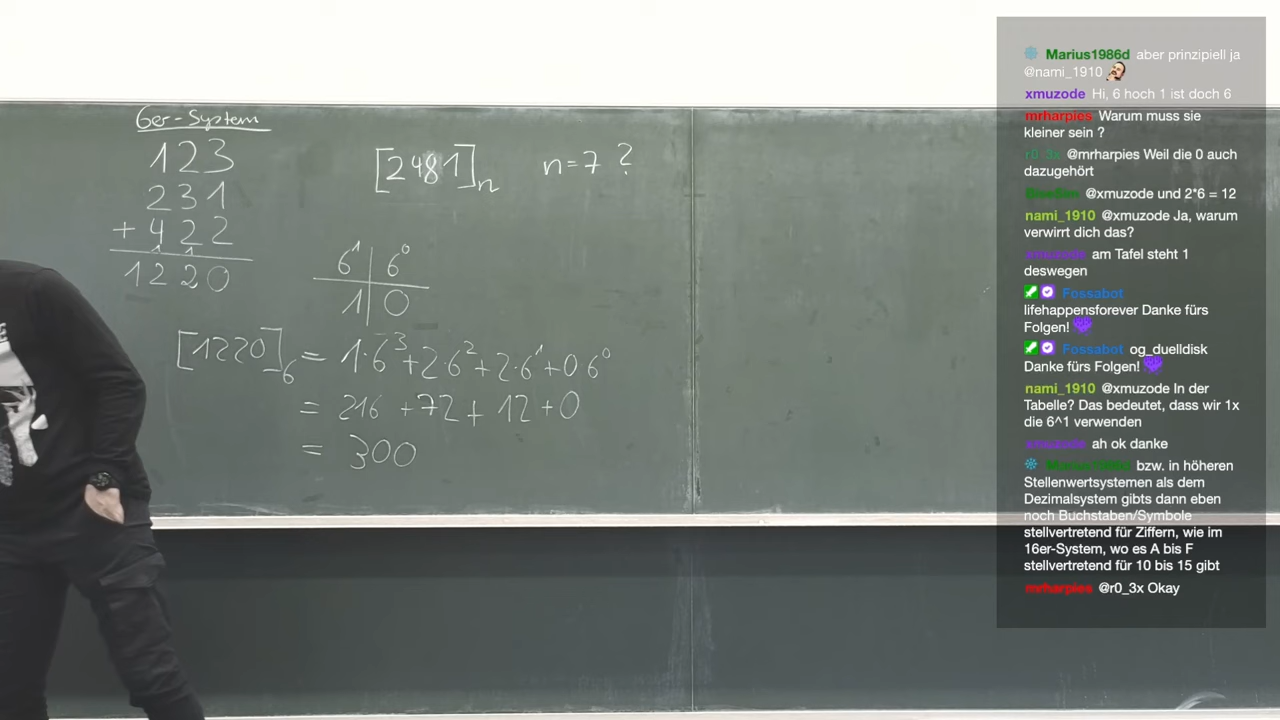 6er-System
123
231
+ 422
1 1
1220
[2481]n n=7 ?
6¹ | 6⁰
1 | 0
[1220]₆ = 1·6³+2·6²+2·6¹+0·6⁰
= 216 +72+ 12+0
= 300
Marius1986d aber prinzipiell ja
@nami_1910
xmuzode Hi, 6 hoch 1 ist doch 6
mrharpies Warum muss sie
kleiner sein ?
r0_3x @mrharpies Weil die 0 auch
dazugehört
@xmuzode und 2*6 = 12
nami_1910 @xmuzode Ja, warum
verwirrt dich das?
xmuzode am Tafel steht 1
deswegen
Fossabot
lifehappensforever Danke fürs
Folgen!
Fossabot og_duelldisk
Danke fürs Folgen!
nami_1910 @xmuzode In der
Tabelle? Das bedeutet, dass wir 1x
die 6^1 verwenden
xmuzode ah ok danke
Marius1986d bzw. in höheren
Stellenwertsystemen als dem
Dezimalsystem gibts dann eben
noch Buchstaben/Symbole
stellvertretend für Ziffern, wie im
16er-System, wo es A bis F
stellvertretend für 10 bis 15 gibt
mrharpies @r0_3x Okay